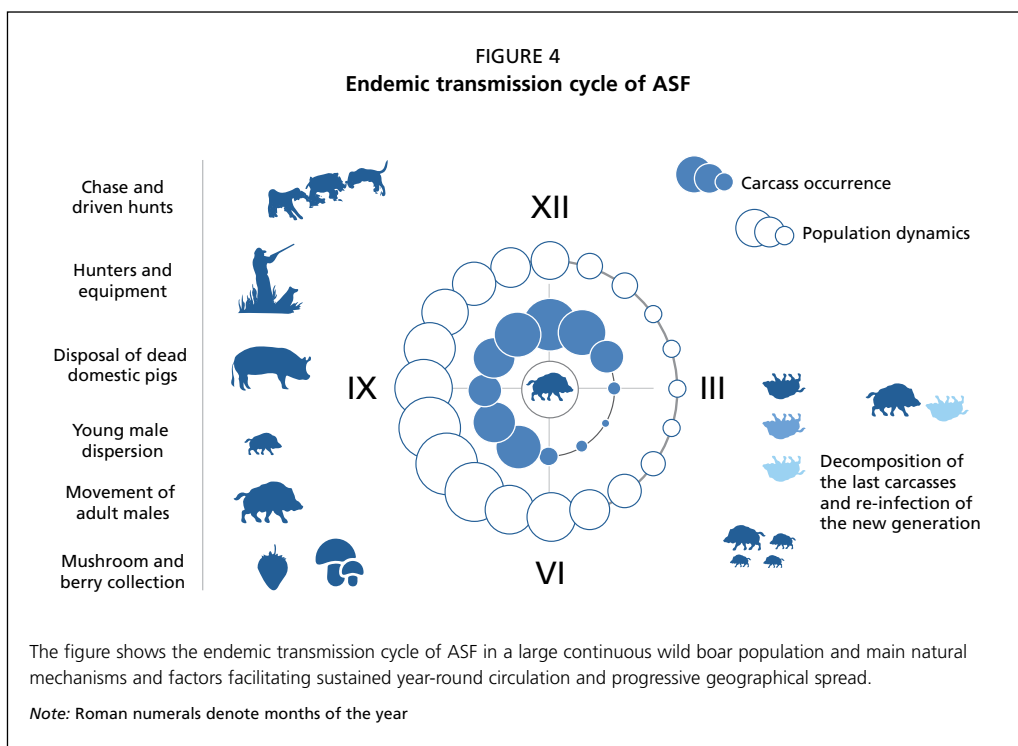 FIGURE 4
Endemic transmission cycle of ASF
Chase and
driven hunts
Hunters and
equipment
Disposal of dead
domestic pigs
Young male
dispersion
Movement of
adult males
Mushroom and
berry collection
XII
IX
III
VI
Carcass occurrence
Population dynamics
Decomposition of
the last carcasses
and re-infection of
the new generation
The figure shows the endemic transmission cycle of ASF in a large continuous wild boar population and main natural
mechanisms and factors facilitating sustained year-round circulation and progressive geographical spread.
Note: Roman numerals denote months of the year